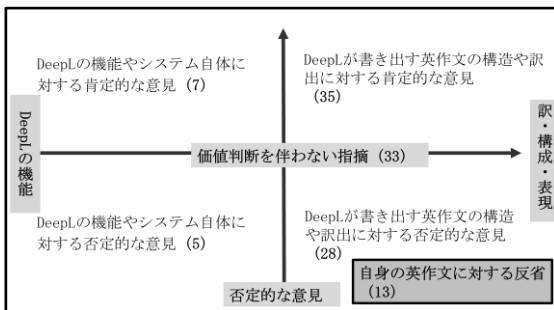 DeepLの機能やシステム自体に
対する肯定的な意見 (7)
DeepLが書き出す英作文の構造や訳
出に対する肯定的な意見
(35)
DeepLの機能
価値判断を伴わない指摘 (33)
訳・構成・表現
DeepLの機能やシステム自体に
対する否定的な意見 (5)
DeepLが書き出す英作文の構造
や訳出に対する否定的な意見
(28)
自身の英作文に対する反省
(13)
否定的な意見